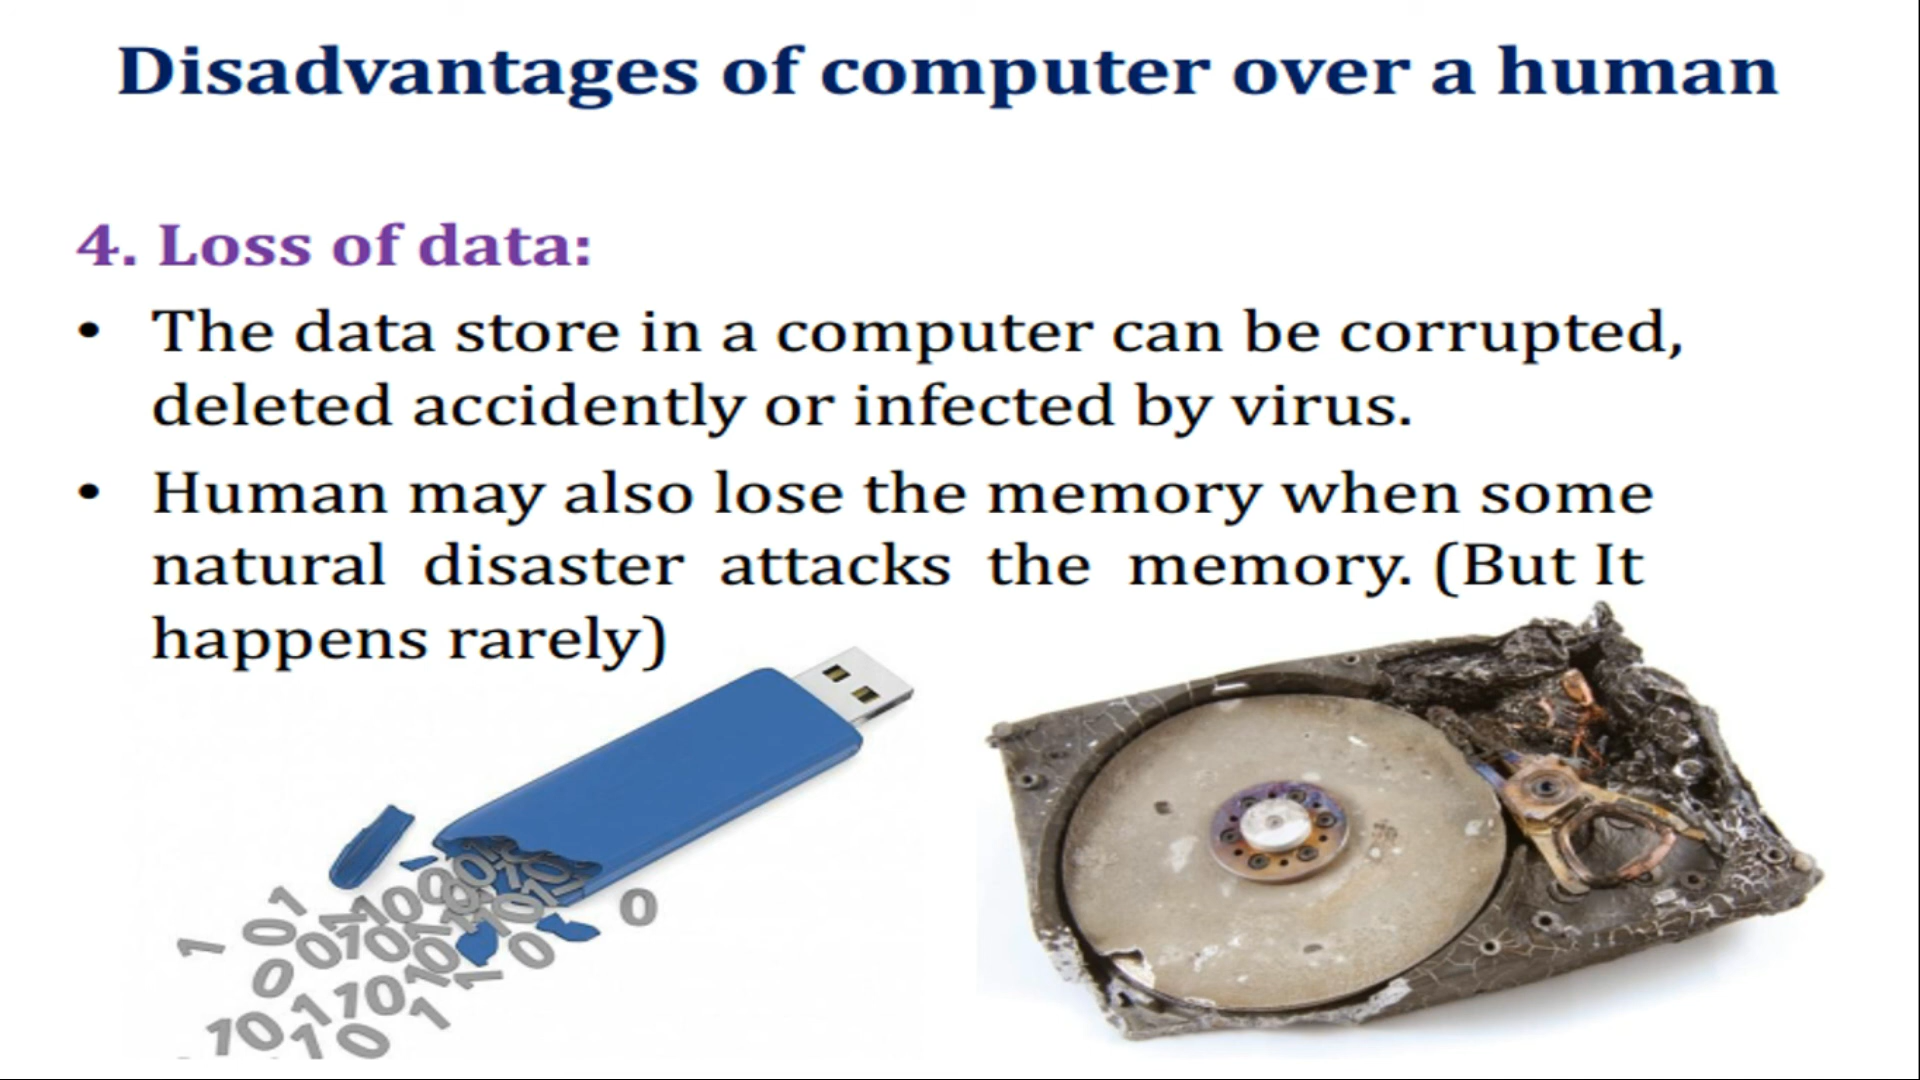 Disadvantages of computer over a human
4. Loss of data:
• The data store in a computer can be corrupted,
deleted accidently or infected by virus.
• Human may also lose the memory when some
natural disaster attacks the memory. (But It
happens rarely)